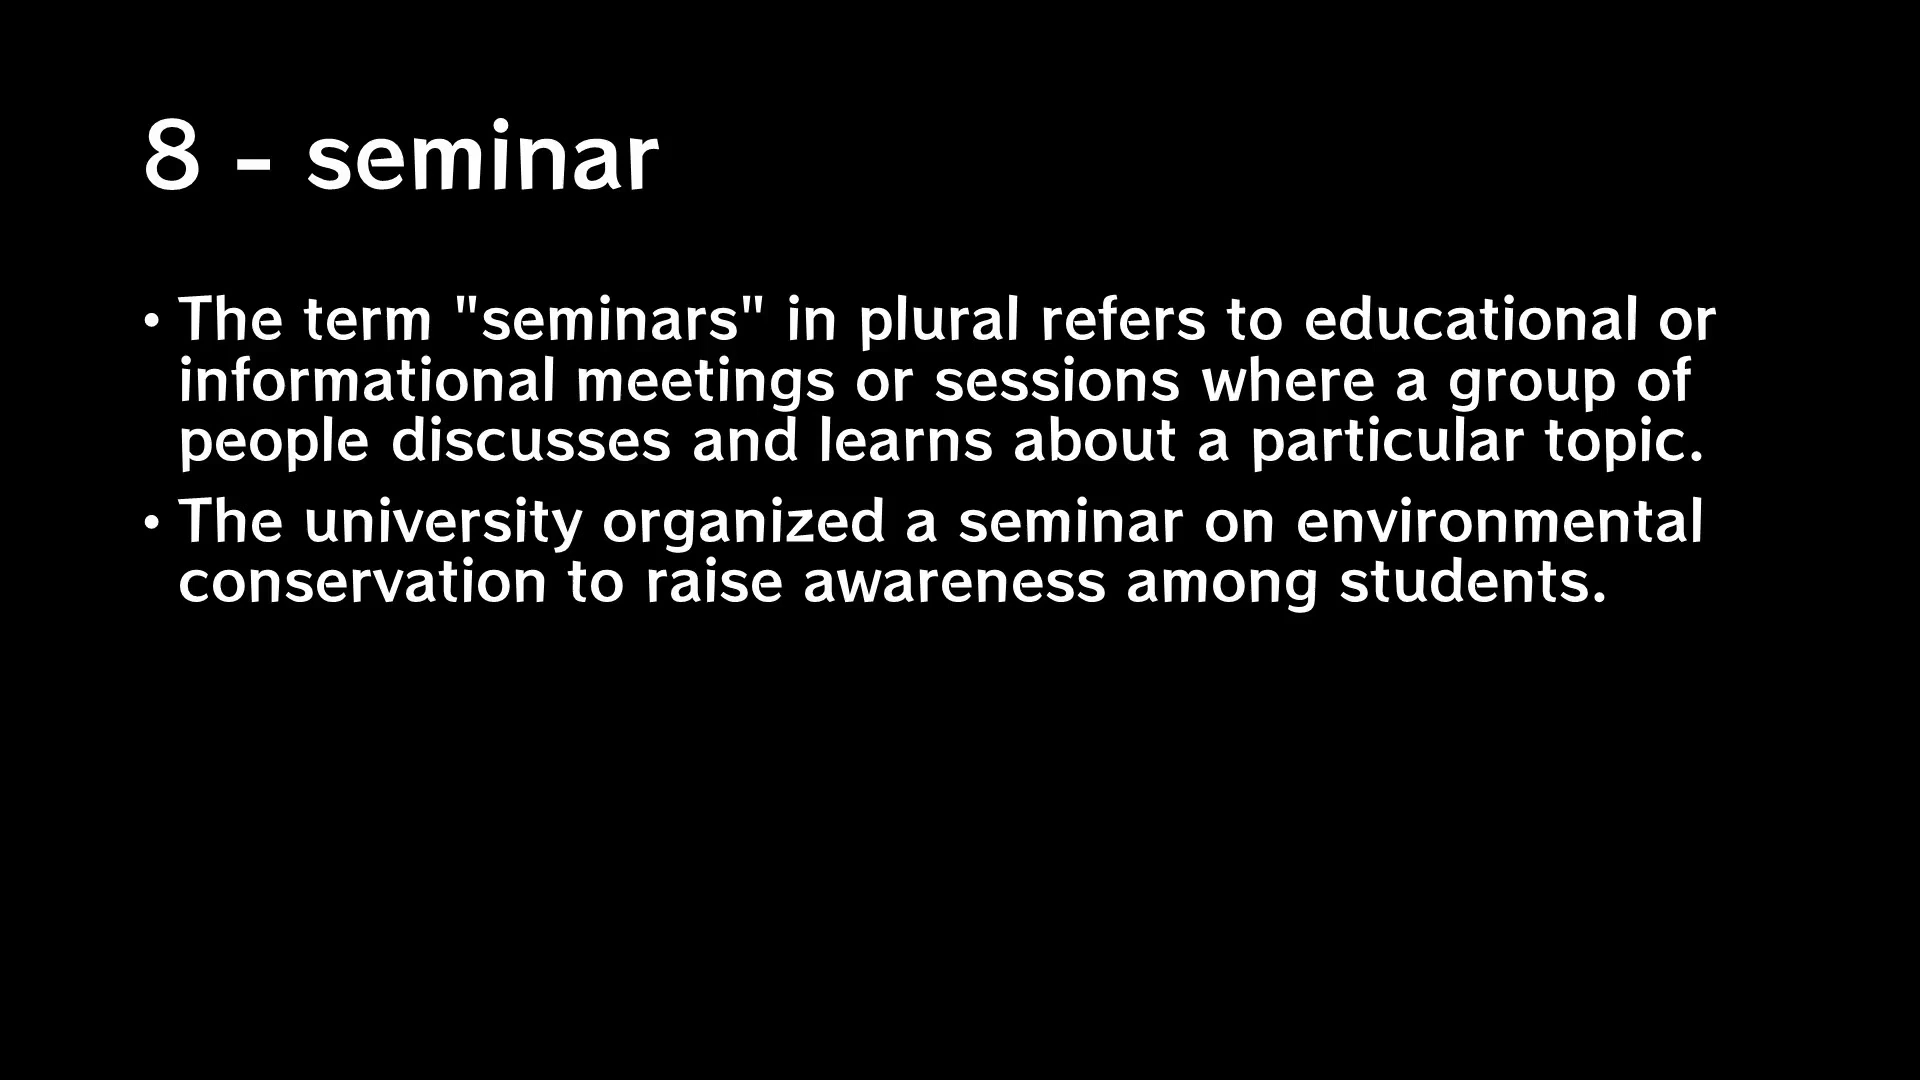 8 - seminar
• The term "seminars" in plural refers to educational or
informational meetings or sessions where a group of
people discusses and learns about a particular topic.
• The university organized a seminar on environmental
conservation to raise awareness among students.